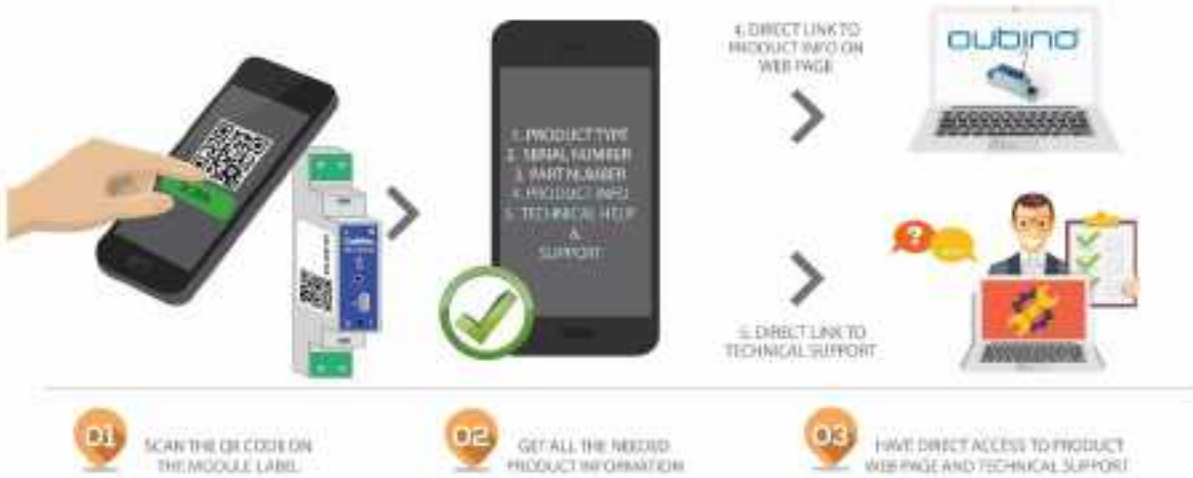 4. DIRECT LINK TO
PRODUCT INFO ON
WEB PAGE
qubino
1. PRODUCT TYPE
2. SERIAL NUMBER
3. PART NUMBER
4. PRODUCT INFO
5. TECHNICAL HELP
&
SUPPORT
?
5. DIRECT LINK TO
TECHNICAL SUPPORT
01
SCAN THE QR CODE ON
THE MODULE LABEL
02
GET ALL THE NEEDED
PRODUCT INFORMATION
03
HAVE DIRECT ACCESS TO PRODUCT
WEB PAGE AND TECHNICAL SUPPORT